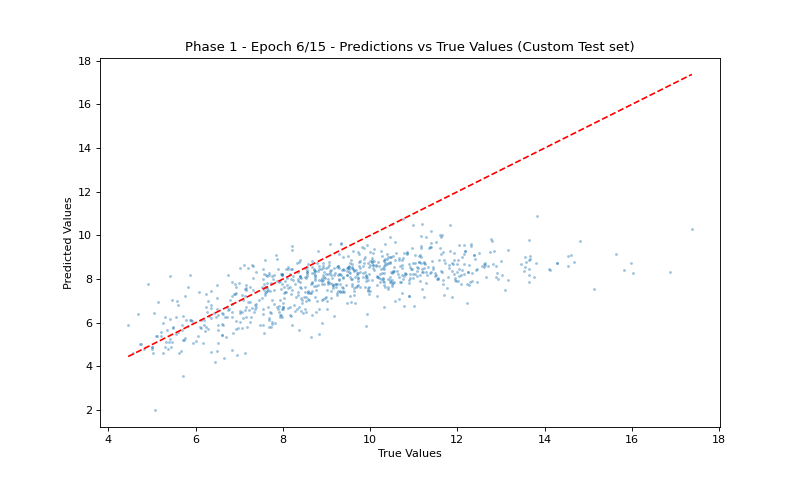 Phase 1 - Epoch 6/15 - Predictions vs True Values (Custom Test set)
18
16
14
12
10
8
6
4
2
Predicted Values
4 6 8 10 12 14 16 18
True Values